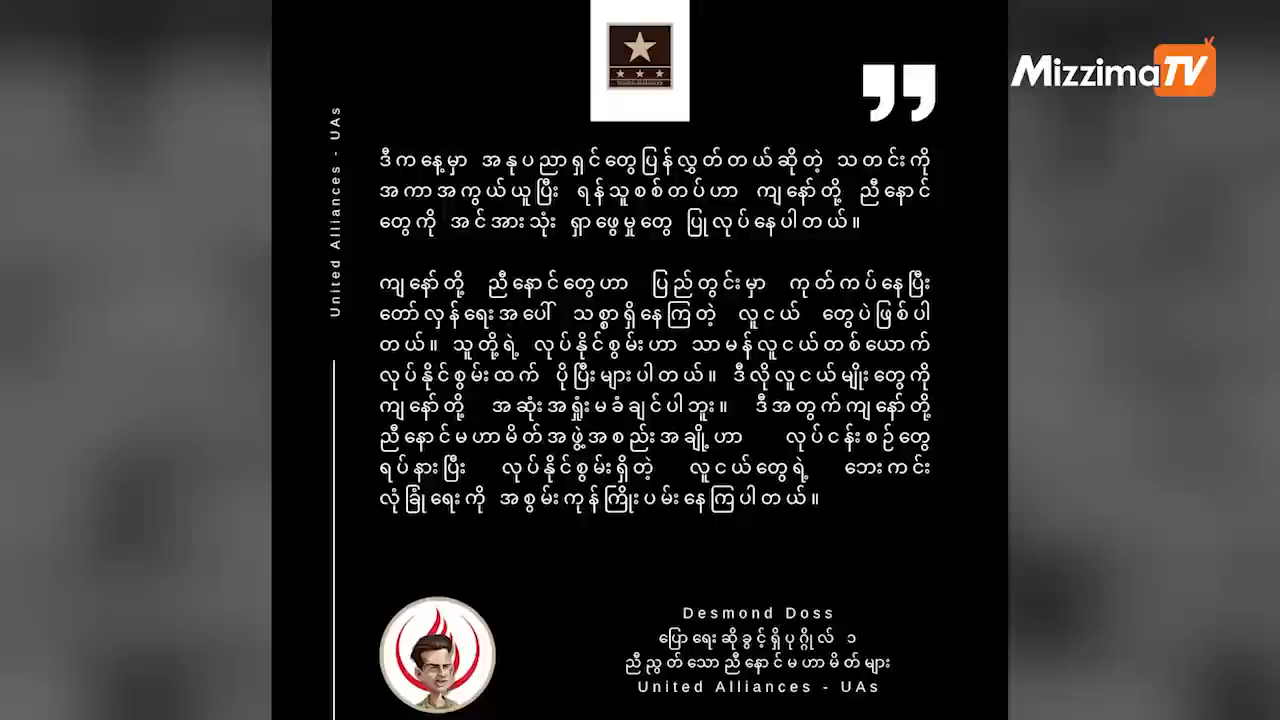 Mizzima TV
United Alliances - UAs
ဒီကနေ့မှာ အနုပညာရှင်တွေပြန်လွှတ်တယ်ဆိုတဲ့ သတင်းကို
အကာအကွယ်ယူပြီး ရန်သူစစ်တပ်ဟာ ကျနော်တို့ ညီနောင်
တွေကို အင်အားသုံး ရှာဖွေမှုတွေ ပြုလုပ်နေပါတယ်။
ကျနော်တို့ ညီနောင်တွေဟာ ပြည်တွင်းမှာ ကုတ်ကပ်နေပြီး
တော်လှန်ရေးအပေါ် သစ္စာရှိနေကြတဲ့ လူငယ် တွေပဲဖြစ်ပါ
တယ်။ သူတို့ရဲ့ လုပ်နိုင်စွမ်းဟာ သာမန်လူငယ်တစ်ယောက်
လုပ်နိုင်စွမ်းထက် ပိုပြီးများပါတယ်။ ဒီလိုလူငယ်မျိုးတွေကို
ကျနော်တို့ အဆုံးအရှုံးမခံချင်ပါဘူး။ ဒီအတွက်ကျနော်တို့
ညီနောင်မဟာမိတ်အဖွဲ့အစည်းအချို့ဟာ လုပ်ငန်းစဉ်တွေ
ရပ်နားပြီး လုပ်နိုင်စွမ်းရှိတဲ့ လူငယ်တွေရဲ့ ဘေးကင်း
လုံခြုံရေးကို အစွမ်းကုန်ကြိုးပမ်းနေကြပါတယ်။
Desmond Doss
ပြောရေးဆိုခွင့်ရှိပုဂ္ဂိုလ် ၁
ညီညွတ်သောညီနောင်မဟာမိတ်များ
United Alliances - UAs